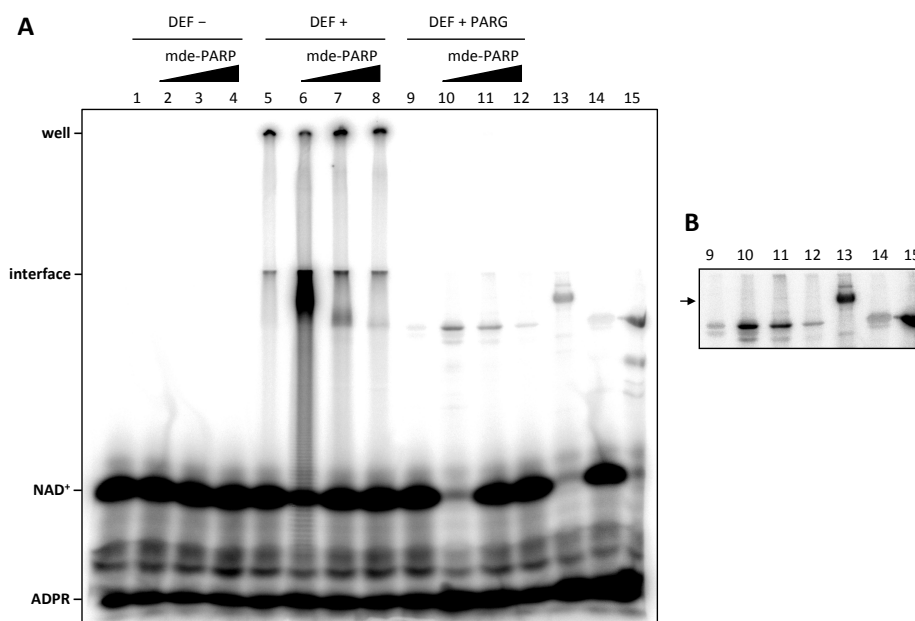 A
DEF – DEF + DEF + PARG
mde-PARP mde-PARP mde-PARP
1 2 3 4 5 6 7 8 9 10 11 12 13 14 15
well
interface
NAD⁺
ADPR
B
9 10 11 12 13 14 15